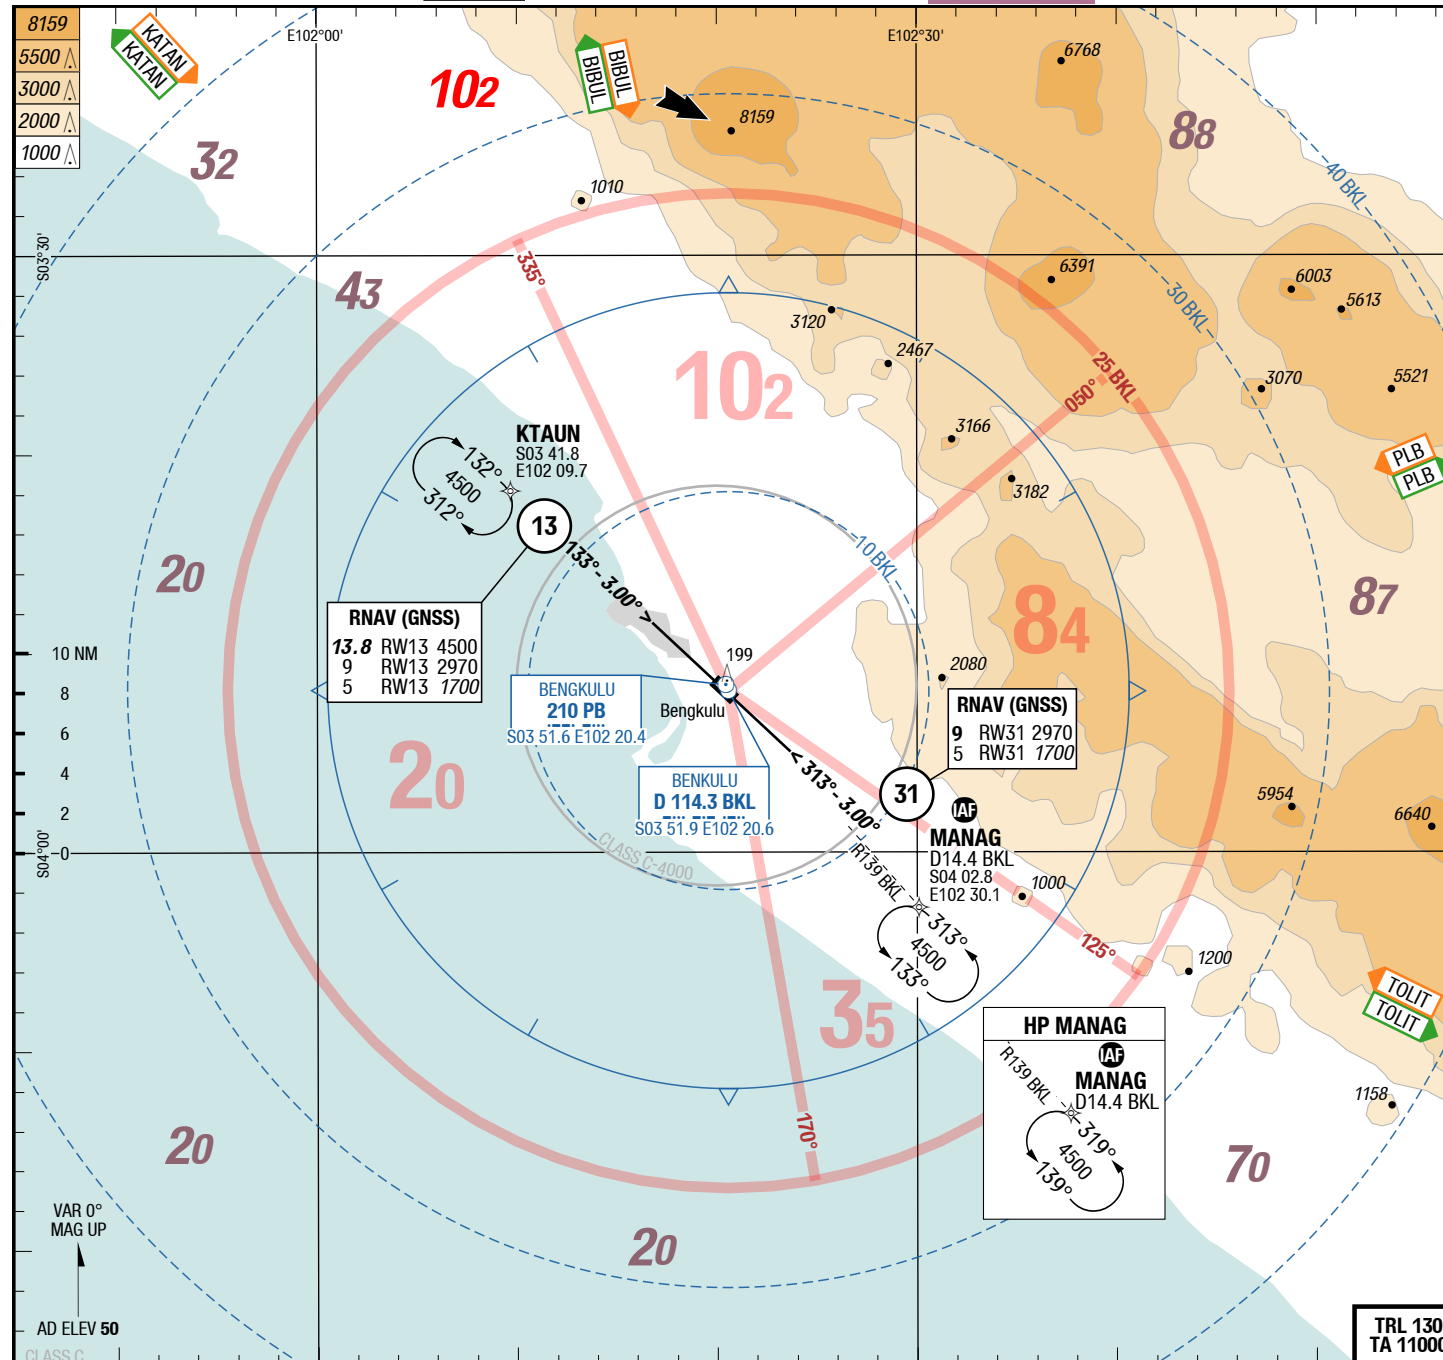 8159
5500
3000
2000
1000
E102°00'
E102°30'
KATAN
KATAN
BIBUL
BIBUL
102
8159
6768
88
32
40 BKL
1010
S03°30'
335°
43
6391
6003
5613
30 BKL
3120
2467
102
25 BKL
050°
3070
5521
KTAUN
S03 41.8
E102 09.7
132°
4500
312°
3166
3182
PLB
PLB
13
133° - 3.00° >
10 BKL
20
87
84
RNAV (GNSS)
13.8 RW13 4500
9 RW13 2970
5 RW13 1700
10 NM
8
6
4
2
0
S04°00'
199
2080
BENGKULU
210 PB
S03 51.6 E102 20.4
Bengkulu
RNAV (GNSS)
9 RW31 2970
5 RW31 1700
BENKULU
D 114.3 BKL
S03 51.9 E102 20.6
20
< 313° - 3.00°
31
IAF
MANAG
D14.4 BKL
S04 02.8
E102 30.1
CLASS C-4000
R139 BKL
5954
6640
1000
313°
4500
133°
125°
1200
35
TOLIT
TOLIT
HP MANAG
IAF
MANAG
D14.4 BKL
R139 BKL
319°
4500
139°
1158
170°
20
70
20
VAR 0°
MAG UP
AD ELEV 50
CLASS C
TRL 130
TA 11000